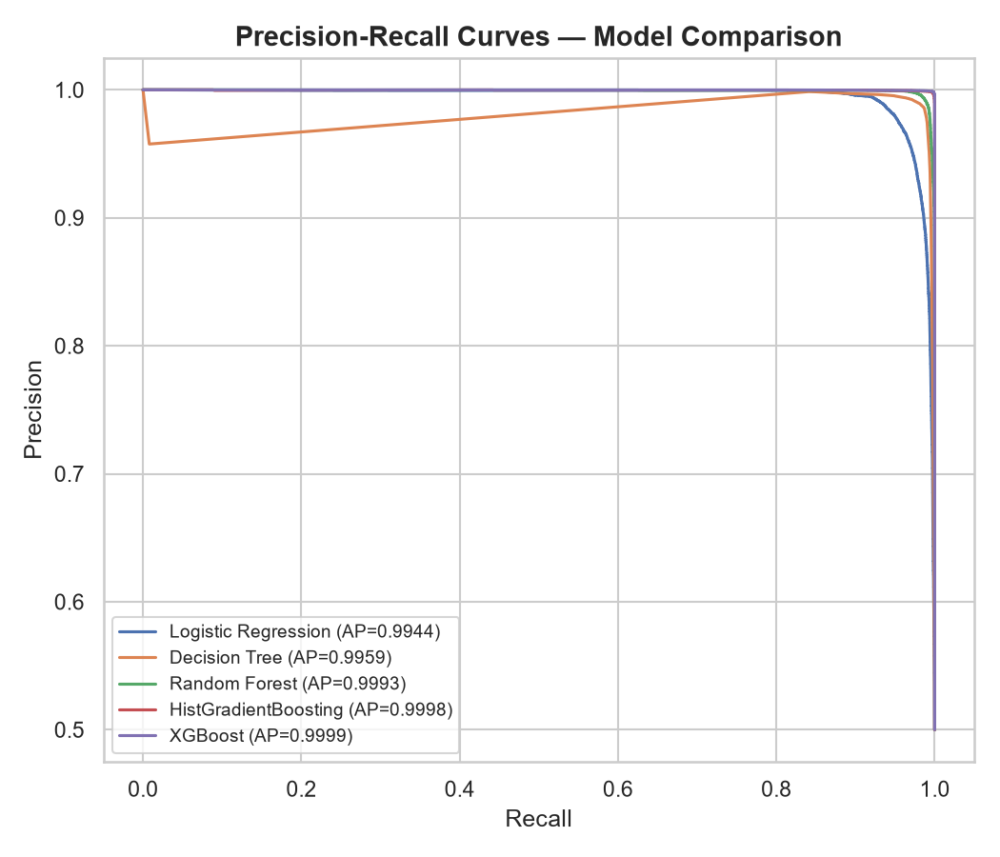 Precision-Recall Curves — Model Comparison
1.0
0.9
0.8
0.7
0.6
0.5
Precision
Logistic Regression (AP=0.9944)
Decision Tree (AP=0.9959)
Random Forest (AP=0.9993)
HistGradientBoosting (AP=0.9998)
XGBoost (AP=0.9999)
0.0 0.2 0.4 0.6 0.8 1.0
Recall